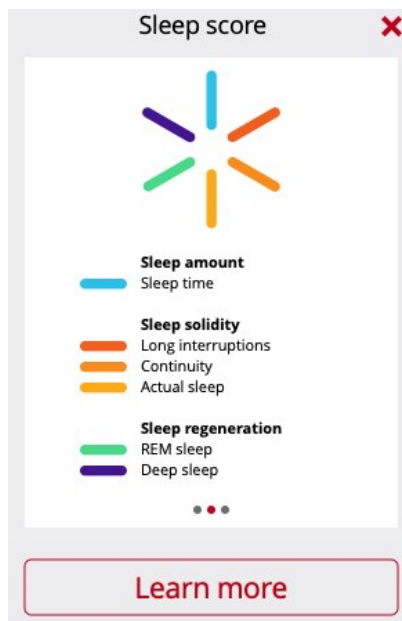 Sleep score
Sleep amount
Sleep time
Sleep solidity
Long interruptions
Continuity
Actual sleep
Sleep regeneration
REM sleep
Deep sleep
Learn more